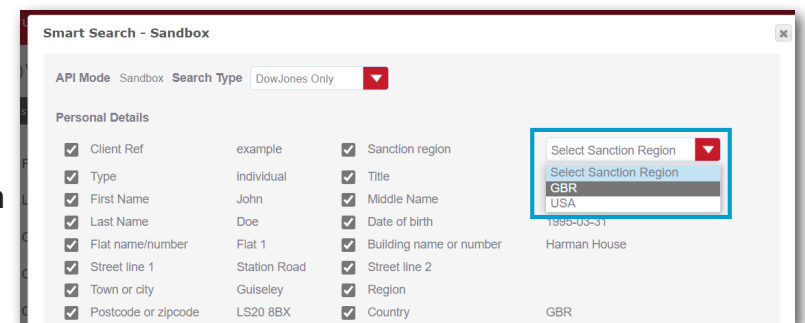 Smart Search - Sandbox
API Mode Sandbox Search Type DowJones Only
Personal Details
Client Ref example Sanction region Select Sanction Region
Select Sanction Region
GBR
USA
Type individual Title
First Name John Middle Name
Last Name Doe Date of birth 1995-03-31
Flat name/number Flat 1 Building name or number Harman House
Street line 1 Station Road Street line 2
Town or city Guiseley Region
Postcode or zipcode LS20 8BX Country GBR